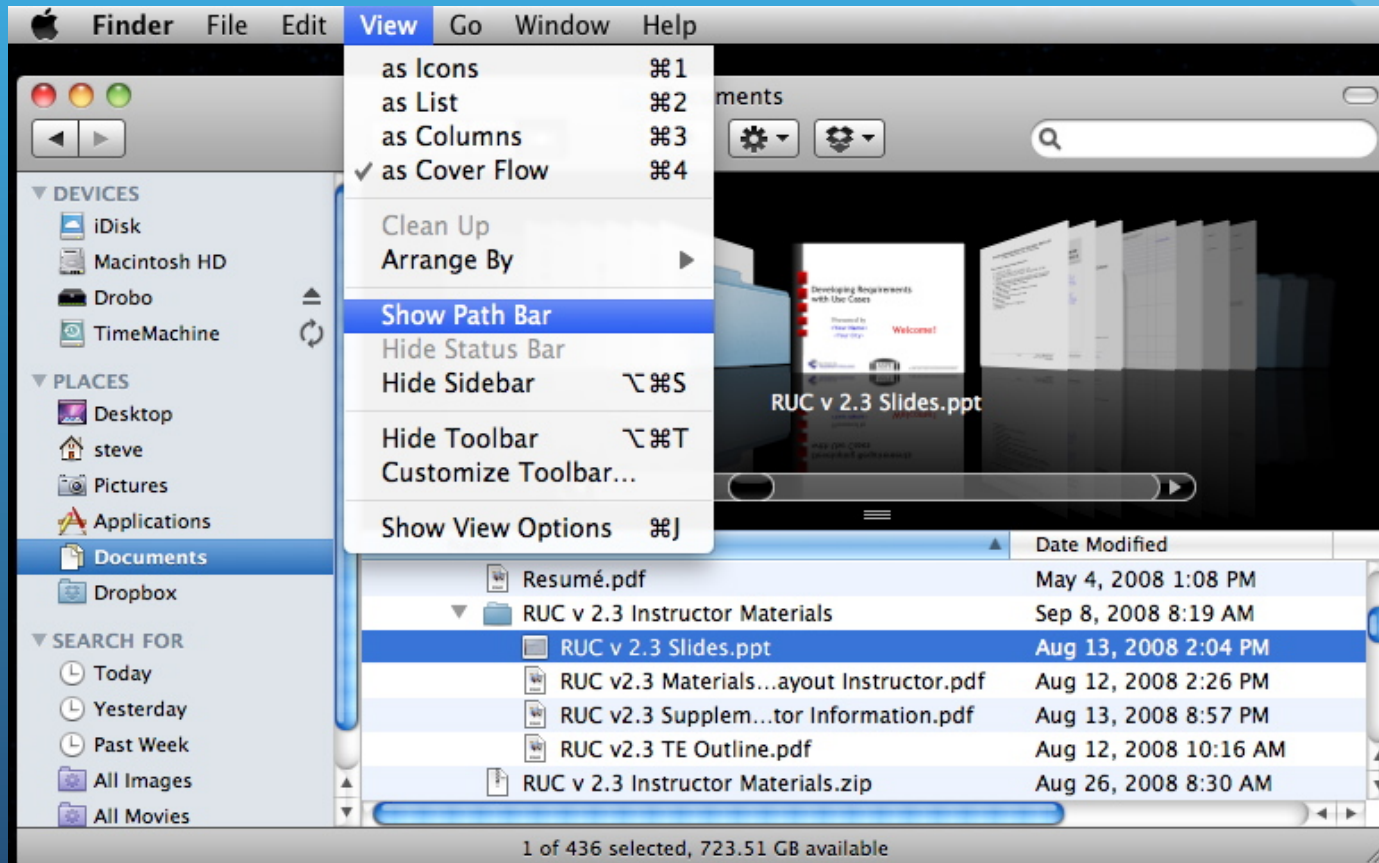 Finder File Edit View Go Window Help
as Icons ⌘1
as List ⌘2
as Columns ⌘3
✓ as Cover Flow ⌘4
Clean Up
Arrange By ▶
Show Path Bar
Hide Status Bar
Hide Sidebar ⌥⌘S
Hide Toolbar ⌥⌘T
Customize Toolbar...
Show View Options ⌘J
ments
DEVICES
iDisk
Macintosh HD
Drobo
TimeMachine
PLACES
Desktop
steve
Pictures
Applications
Documents
Dropbox
SEARCH FOR
Today
Yesterday
Past Week
All Images
All Movies
Developing Requirements
with Use Cases
Presented by
Welcome!
RUC v 2.3 Slides.ppt
Date Modified
Resumé.pdf May 4, 2008 1:08 PM
RUC v 2.3 Instructor Materials Sep 8, 2008 8:19 AM
RUC v 2.3 Slides.ppt Aug 13, 2008 2:04 PM
RUC v2.3 Materials...ayout Instructor.pdf Aug 12, 2008 2:26 PM
RUC v2.3 Supplem...tor Information.pdf Aug 13, 2008 8:57 PM
RUC v2.3 TE Outline.pdf Aug 12, 2008 10:16 AM
RUC v 2.3 Instructor Materials.zip Aug 26, 2008 8:30 AM
1 of 436 selected, 723.51 GB available